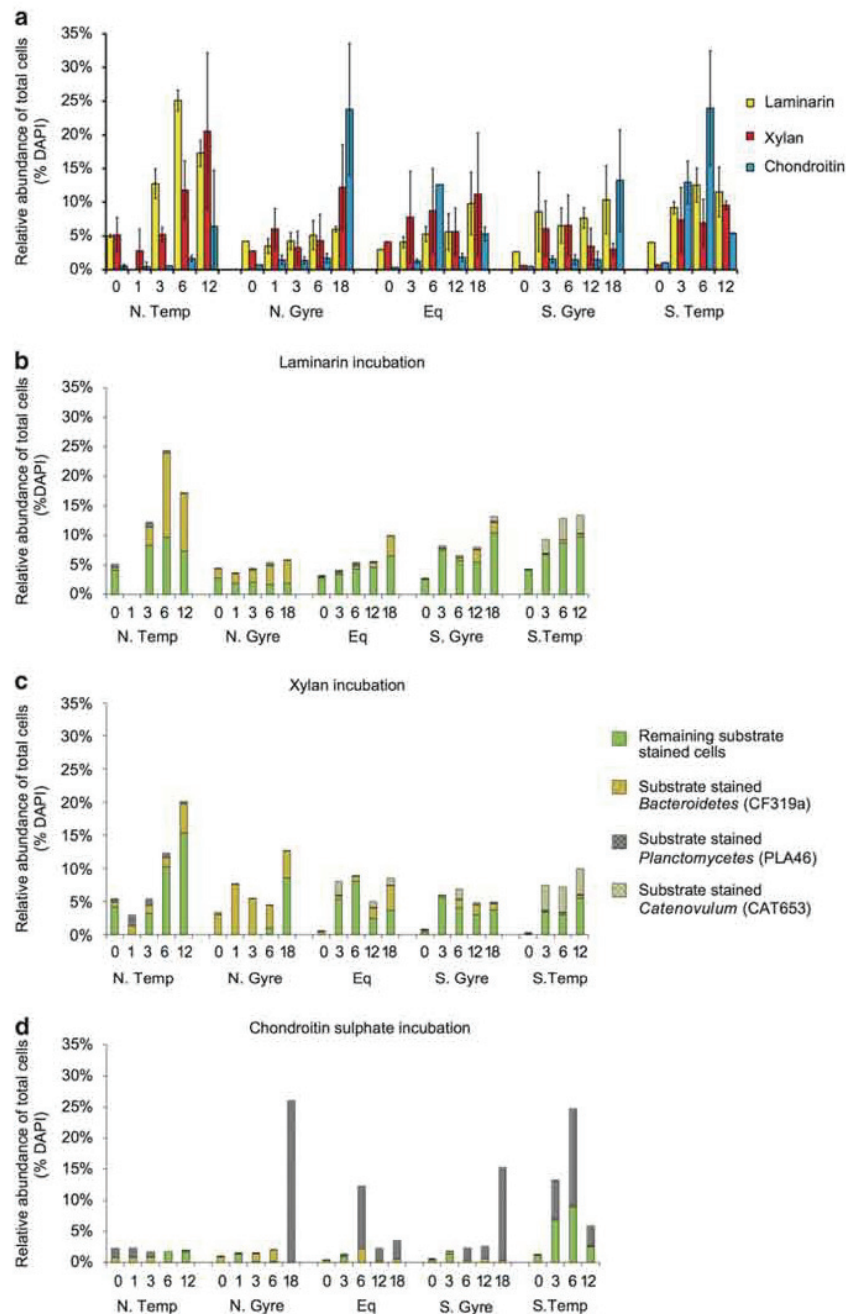 a
Relative abundance of total cells
(% DAPI)
35%
30%
25%
20%
15%
10%
5%
0%
Laminarin
Xylan
Chondroitin
0 1 3 6 12 0 1 3 6 18 0 3 6 12 18 0 3 6 12 18 0 3 6 12
N. Temp N. Gyre Eq S. Gyre S. Temp
b
Laminarin incubation
Relative abundance of total cells
(%DAPI)
35%
30%
25%
20%
15%
10%
5%
0%
0 1 3 6 12 0 1 3 6 18 0 3 6 12 18 0 3 6 12 18 0 3 6 12
N. Temp N. Gyre Eq S. Gyre S.Temp
c
Xylan incubation
Relative abundance of total cells
(% DAPI)
35%
30%
25%
20%
15%
10%
5%
0%
0 1 3 6 12 0 1 3 6 18 0 3 6 12 18 0 3 6 12 18 0 3 6 12
N. Temp N. Gyre Eq S. Gyre S.Temp
Remaining substrate
stained cells
Substrate stained
Bacteroidetes (CF319a)
Substrate stained
Planctomycetes (PLA46)
Substrate stained
Catenovulum (CAT653)
d
Chondroitin sulphate incubation
Relative abundance of total cells
(% DAPI)
35%
30%
25%
20%
15%
10%
5%
0%
0 1 3 6 12 0 1 3 6 18 0 3 6 12 18 0 3 6 12 18 0 3 6 12
N. Temp N. Gyre Eq S. Gyre S.Temp